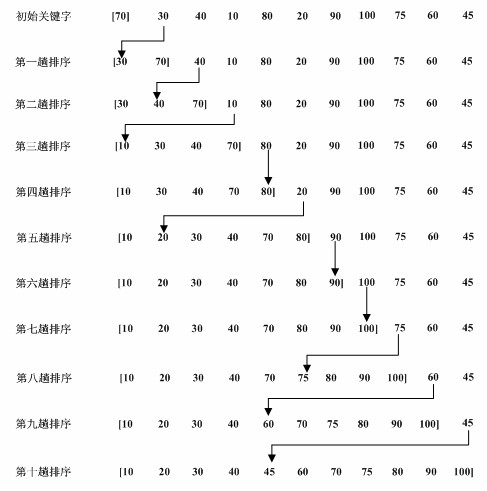 初始关键字 [70] 30 40 10 80 20 90 100 75 60 45
第一趟排序 [30 70] 40 10 80 20 90 100 75 60 45
第二趟排序 [30 40 70] 10 80 20 90 100 75 60 45
第三趟排序 [10 30 40 70] 80 20 90 100 75 60 45
第四趟排序 [10 30 40 70 80] 20 90 100 75 60 45
第五趟排序 [10 20 30 40 70 80] 90 100 75 60 45
第六趟排序 [10 20 30 40 70 80 90] 100 75 60 45
第七趟排序 [10 20 30 40 70 80 90 100] 75 60 45
第八趟排序 [10 20 30 40 70 75 80 90 100] 60 45
第九趟排序 [10 20 30 40 60 70 75 80 90 100] 45
第十趟排序 [10 20 30 40 45 60 70 75 80 90 100]